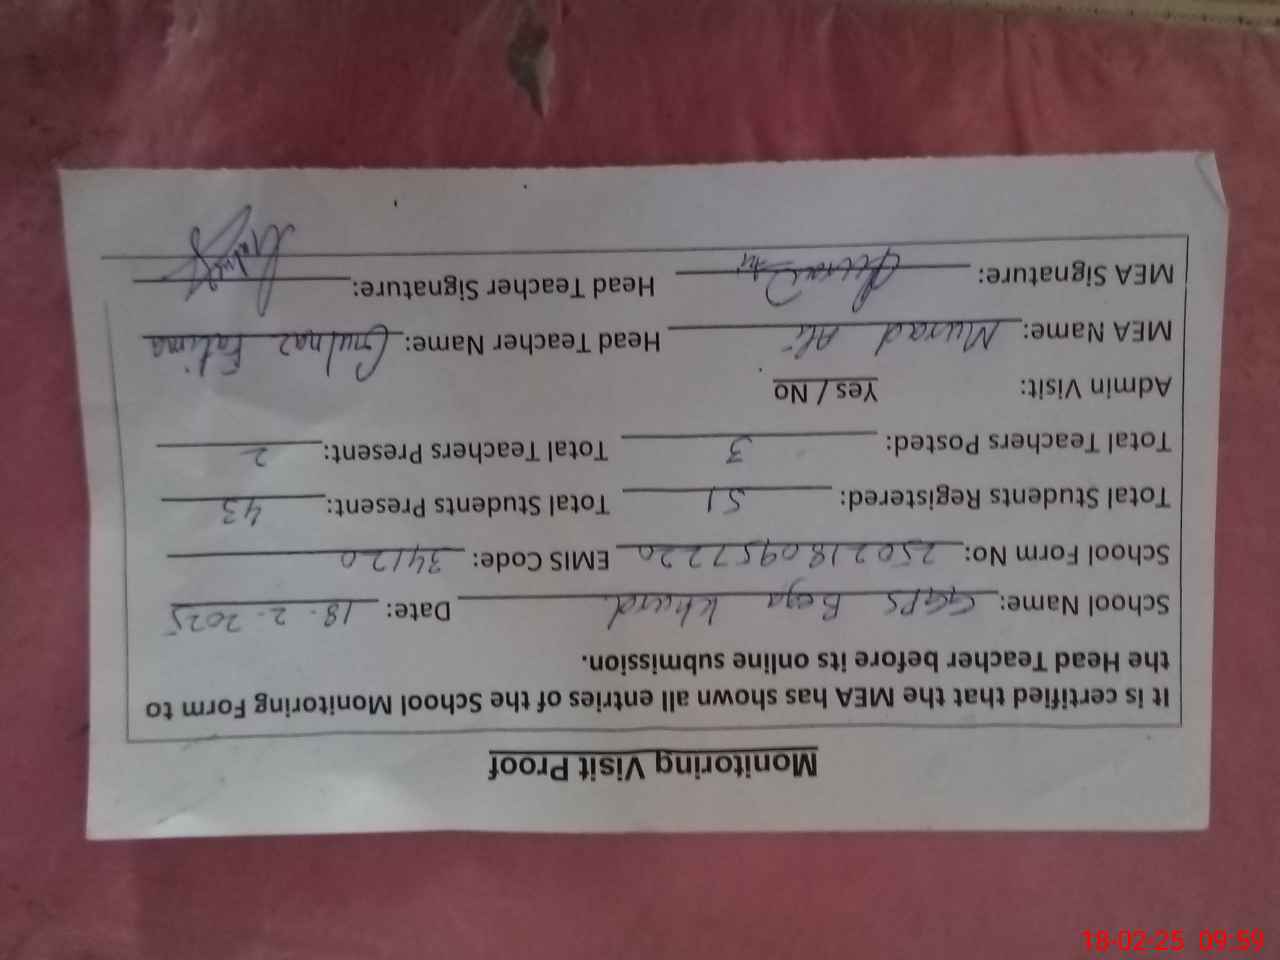 Monitoring Visit Proof
It is certified that the MEA has shown all entries of the School Monitoring Form to
the Head Teacher before its online submission.
School Name: GGPS Bega Khurd. Date: 18-2-2025
School Form No: 2502180957220 EMIS Code: 34120
Total Students Registered: 51 Total Students Present: 43
Total Teachers Posted: 3 Total Teachers Present: 2
Admin Visit: Yes / No
MEA Name: Murad Ali Head Teacher Name: Gulnaz Fatima
MEA Signature: Head Teacher Signature:
18-02-25 09:59